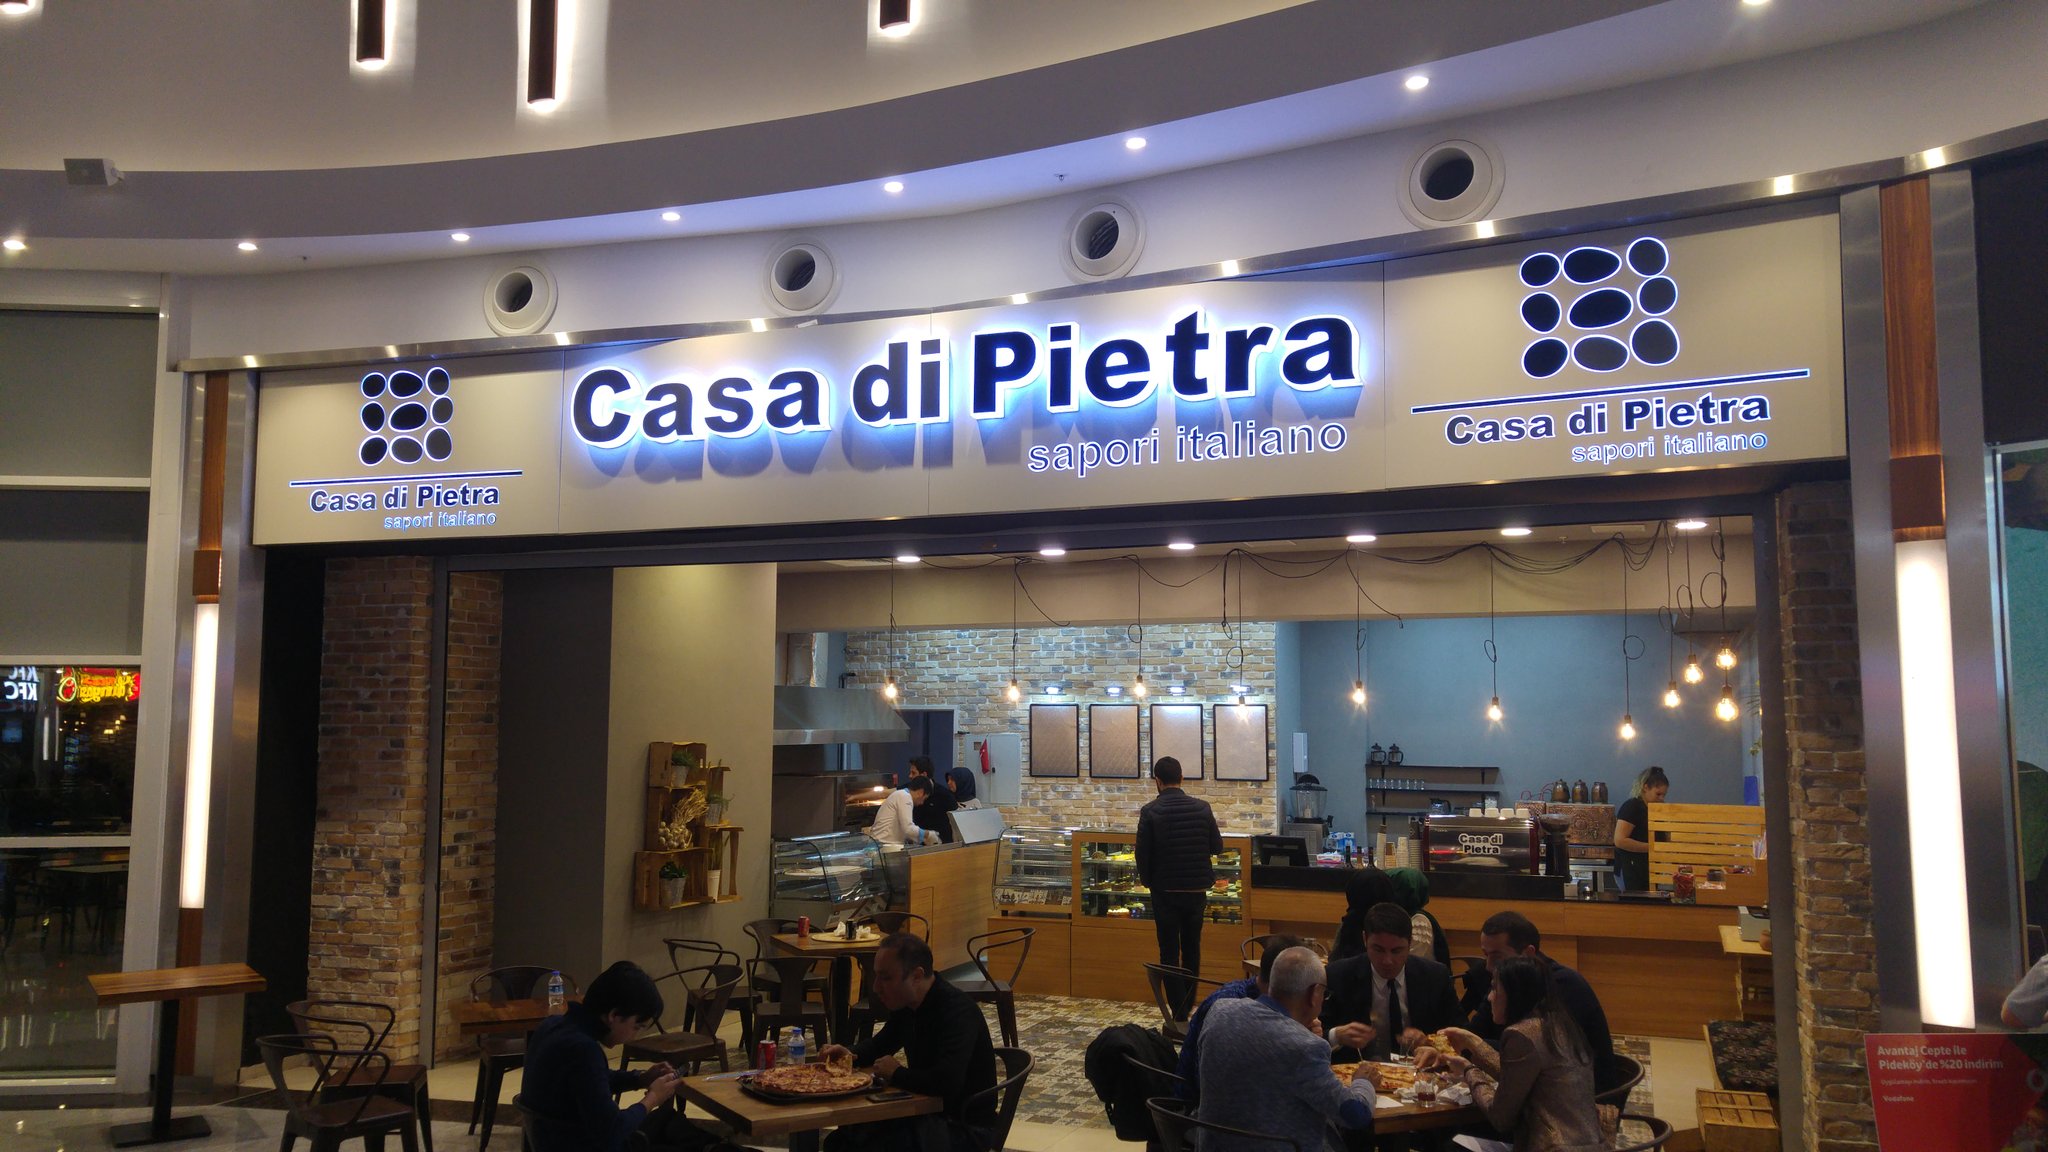 Casa di Pietra
sapori italiano
Casa di Pietra
sapori italiano
Casa di Pietra
sapori italiano
KFC
KFC
Casa di
Pietra
Avantaj Cepte ile
Pideköy'de %20 indirim
Vodafone